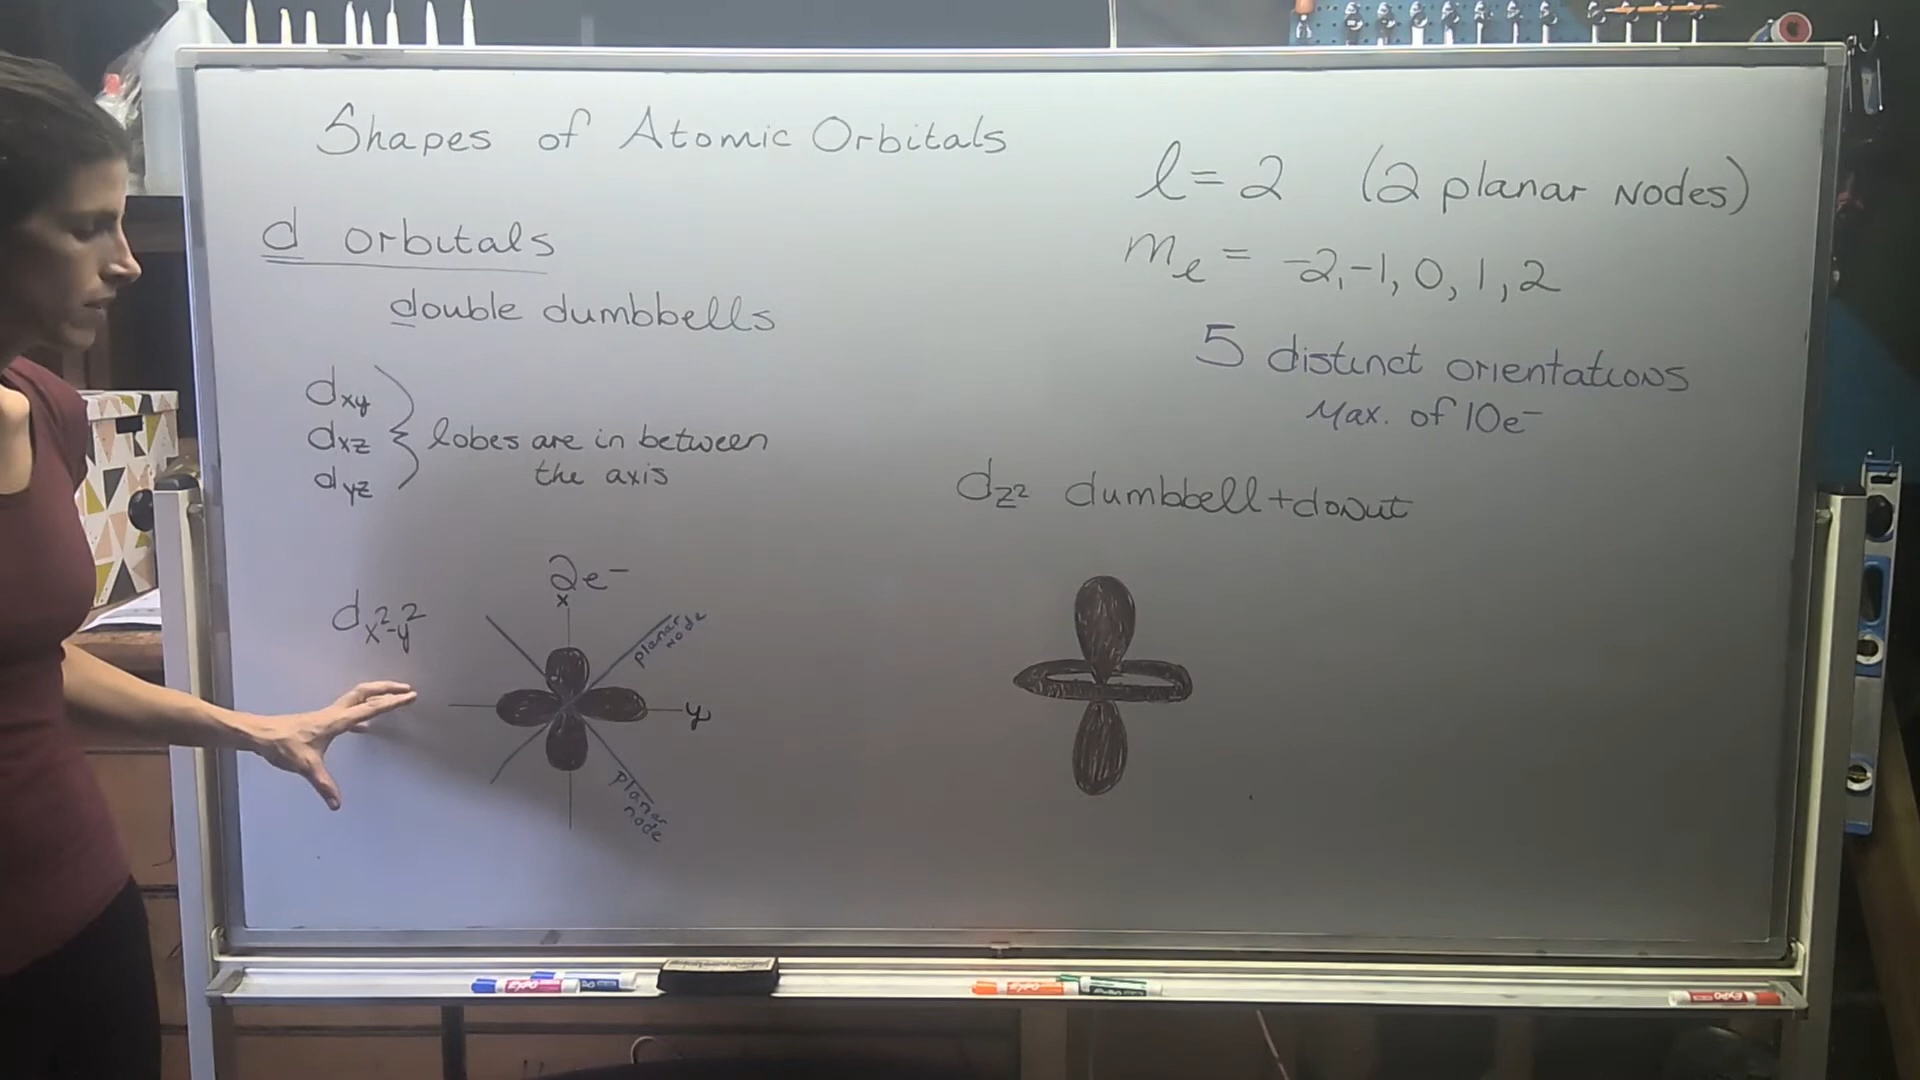 Shapes of Atomic Orbitals
d orbitals
double dumbbells
dxy
dxz
dyz
lobes are in between
the axis
l = 2 (2 planar nodes)
ml = -2, -1, 0, 1, 2
5 distinct orientations
Max. of 10e⁻
dz² dumbbell + donut
2e⁻
x
dx²-y²
planar
node
y
planar
node
EXPO
EXPO
EXPO